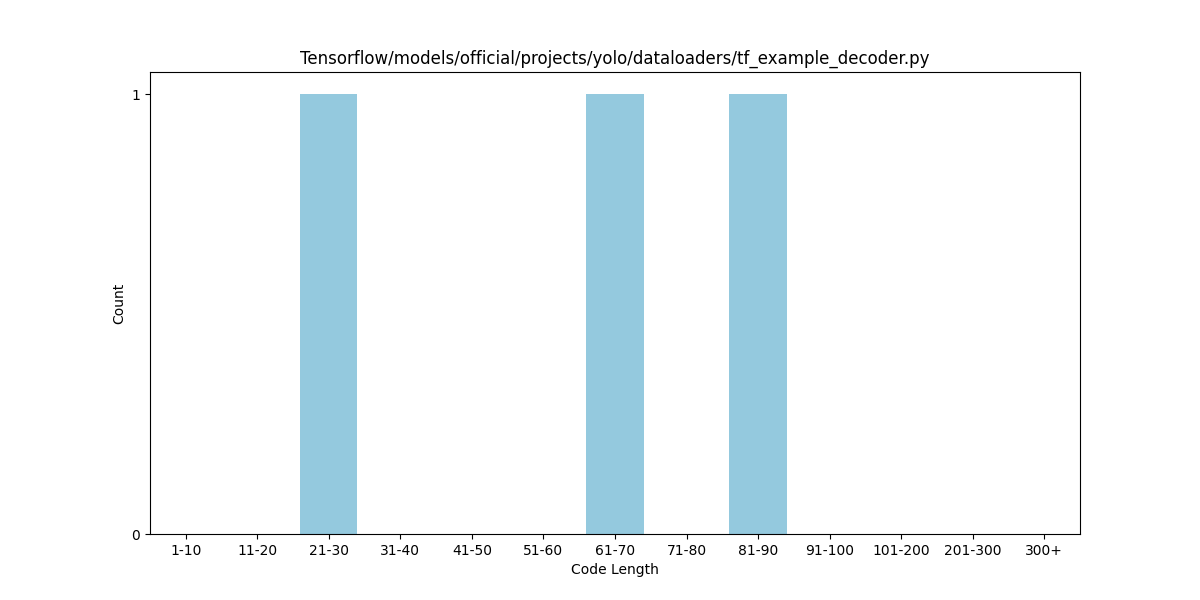 Tensorflow/models/official/projects/yolo/dataloaders/tf_example_decoder.py
1
Count
0
1-10 11-20 21-30 31-40 41-50 51-60 61-70 71-80 81-90 91-100 101-200 201-300 300+
Code Length